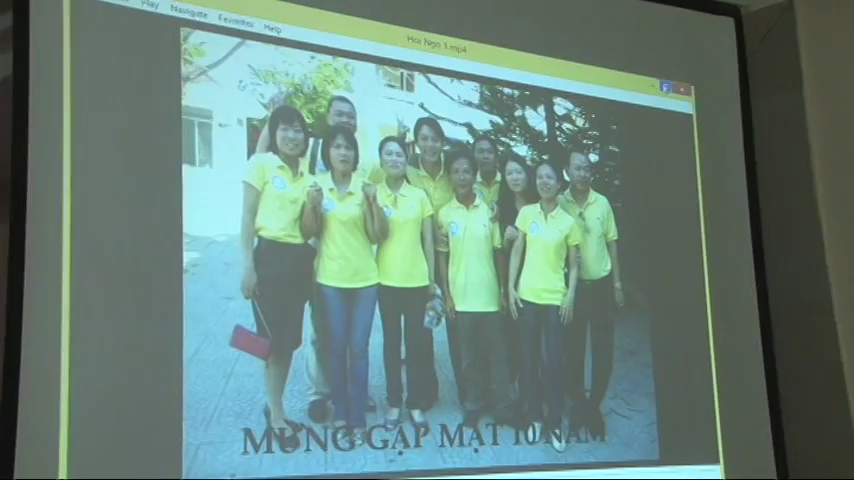 Play Navigate Favorites Help
Hoi Ngo 1.mp4
MỪNG GẶP MẶT 10 NĂM